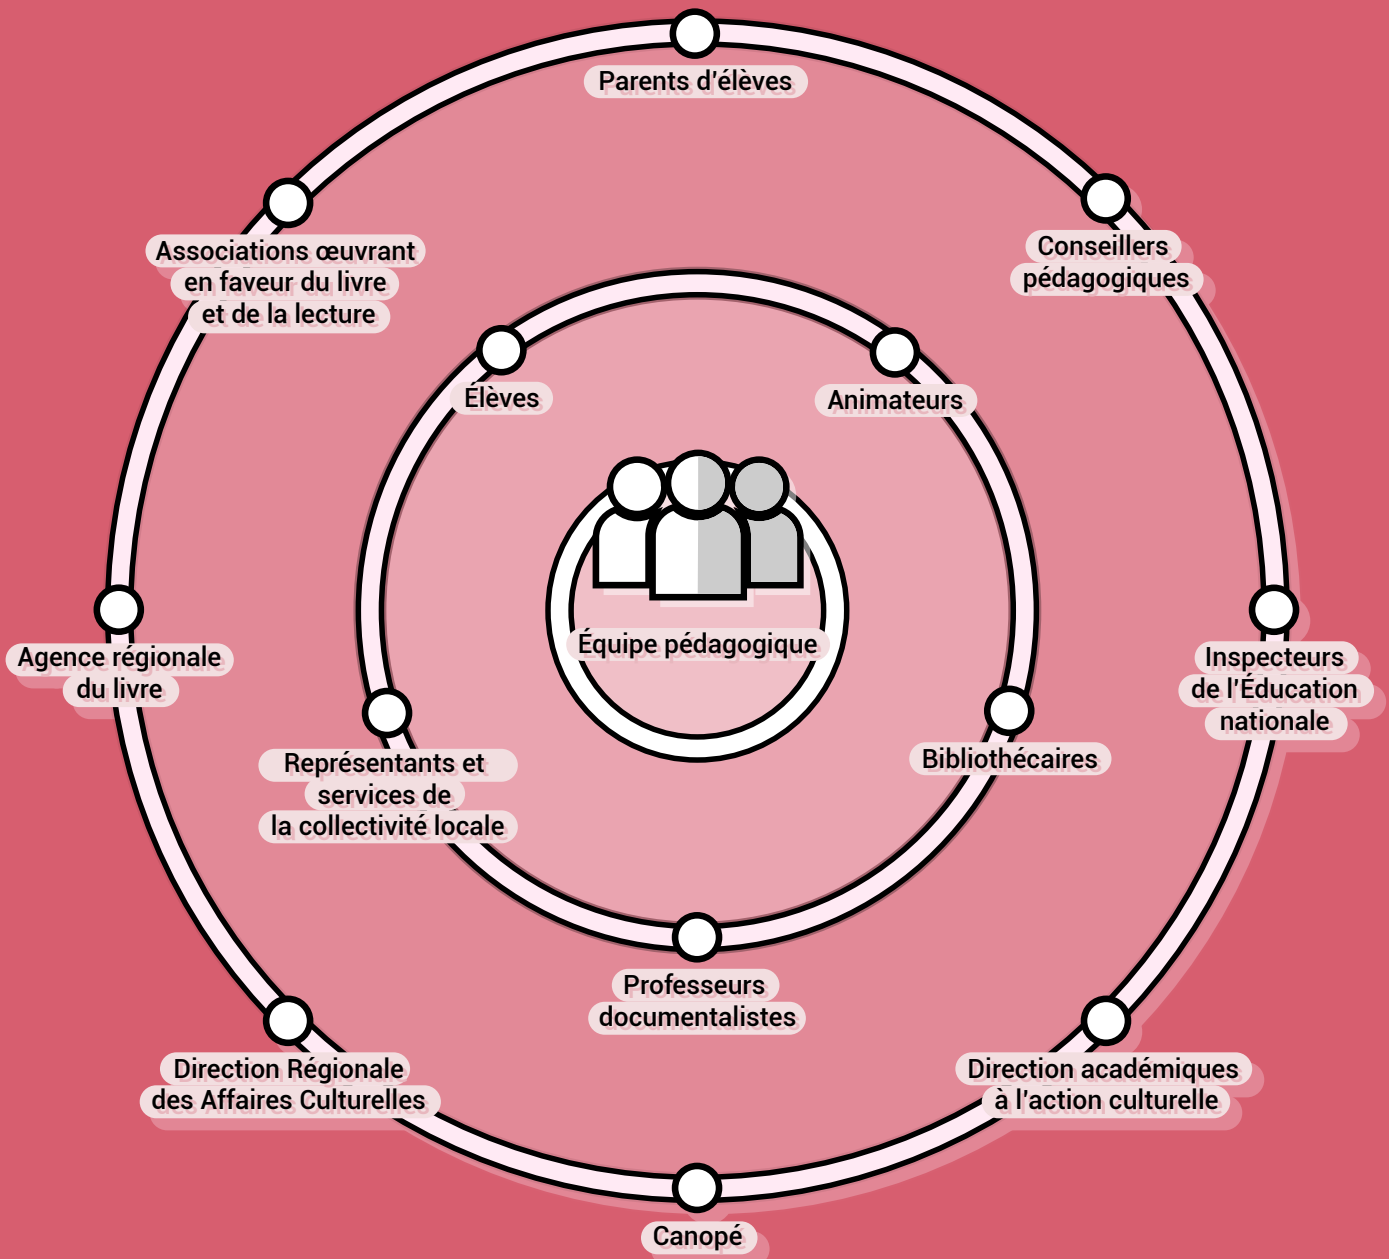 Parents d'élèves
Associations œuvrant
en faveur du livre
et de la lecture
Conseillers
pédagogiques
Élèves
Animateurs
Équipe pédagogique
Agence régionale
du livre
Inspecteurs
de l'Éducation
nationale
Représentants et
services de
la collectivité locale
Bibliothécaires
Professeurs
documentalistes
Direction Régionale
des Affaires Culturelles
Direction académiques
à l'action culturelle
Canopé